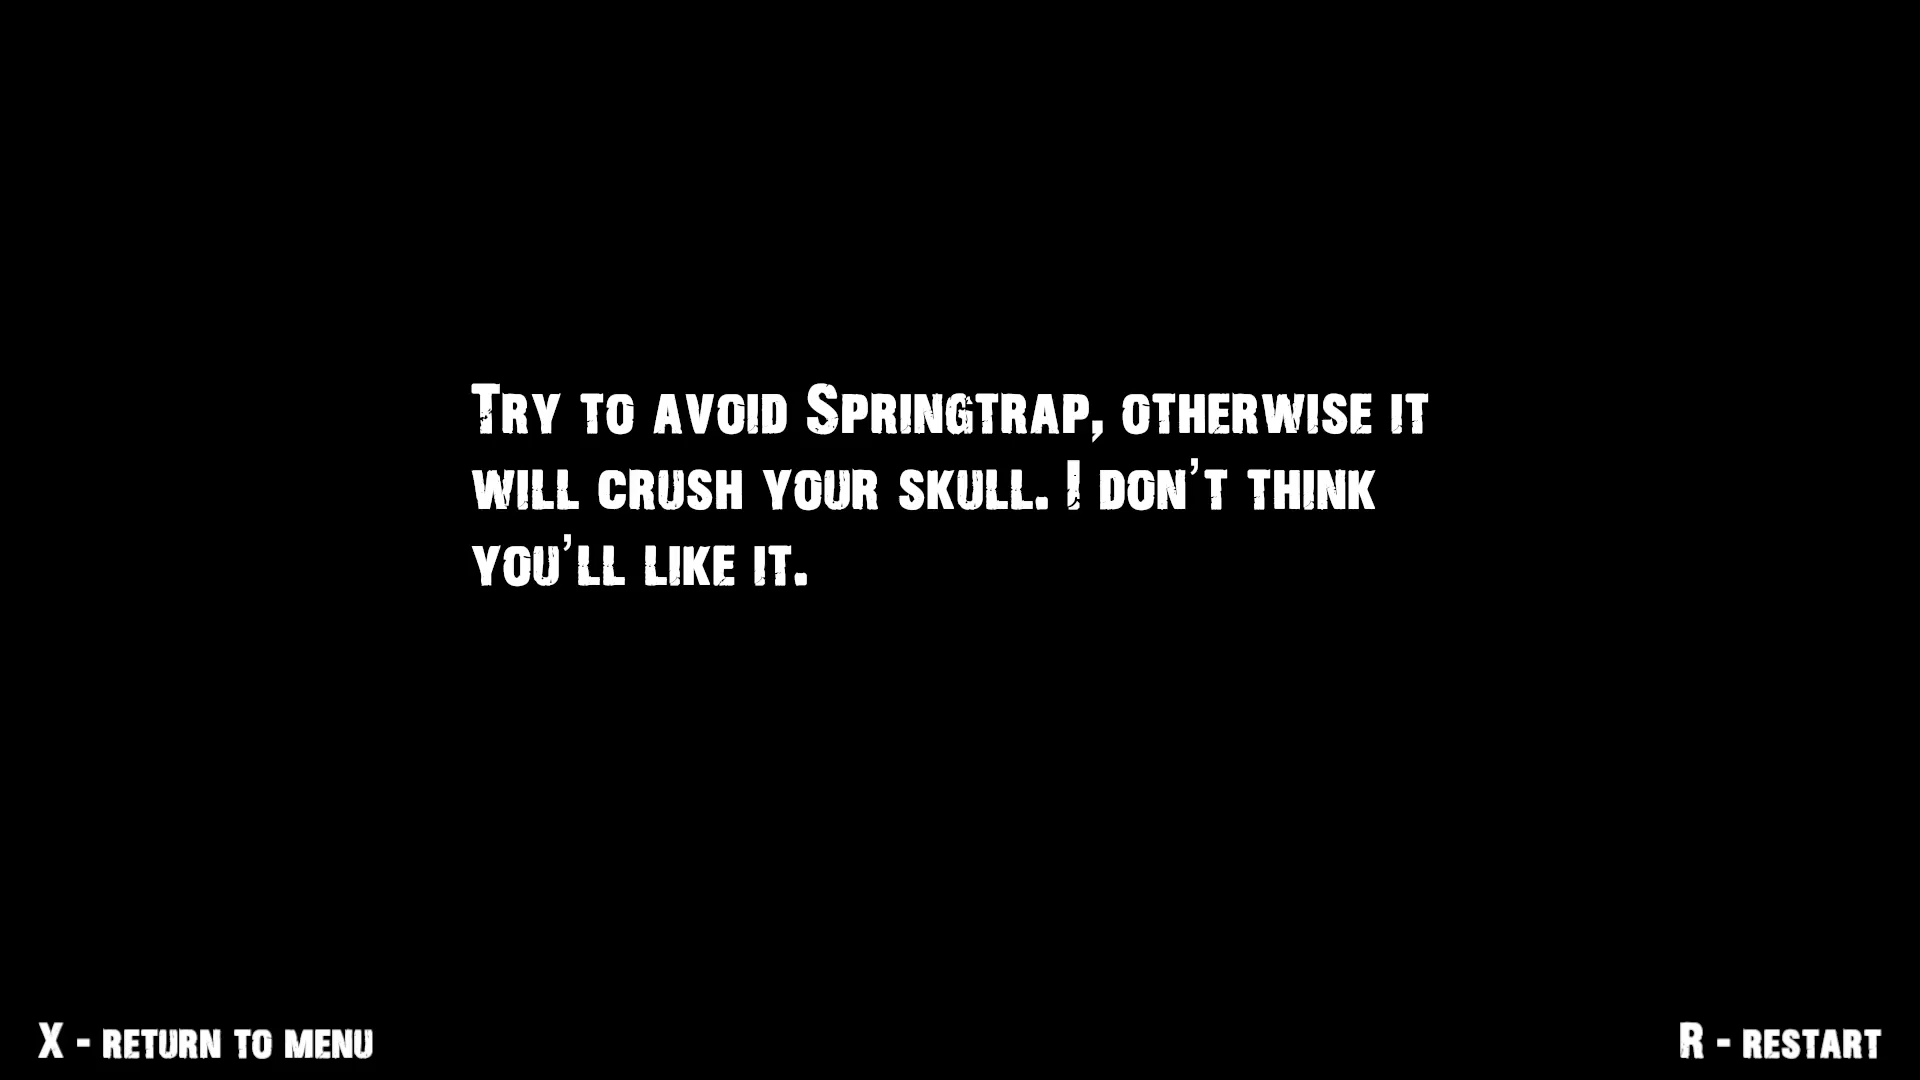 Try to avoid Springtrap, otherwise it
will crush your skull. I don't think
you'll like it.
X - return to menu
R - restart